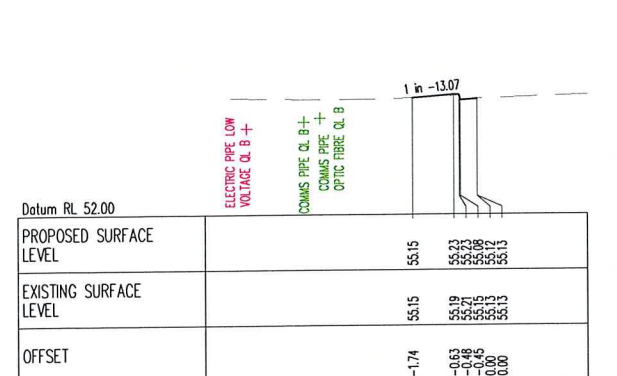 1 in -13.07
ELECTRIC PIPE LOW
VOLTAGE QL B +
COMMS PIPE QL B+
COMMS PIPE +
OPTIC FIBRE QL B
Datum RL 52.00
PROPOSED SURFACE
LEVEL
55.15
55.23
55.23
55.08
55.12
55.13
EXISTING SURFACE
LEVEL
55.15
55.19
55.21
55.15
55.13
55.13
OFFSET
-1.74
-0.63
-0.48
-0.45
0.00
0.00